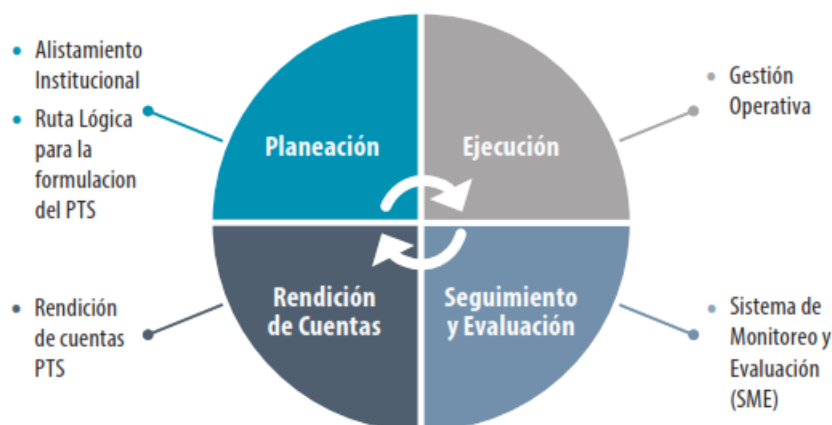 • Alistamiento
Institucional
• Ruta Lógica
para la
formulacion
del PTS
Planeación
Ejecución
• Gestión
Operativa
• Rendición
de cuentas
PTS
Rendición
de Cuentas
Seguimiento
y Evaluación
• Sistema de
Monitoreo y
Evaluación
(SME)